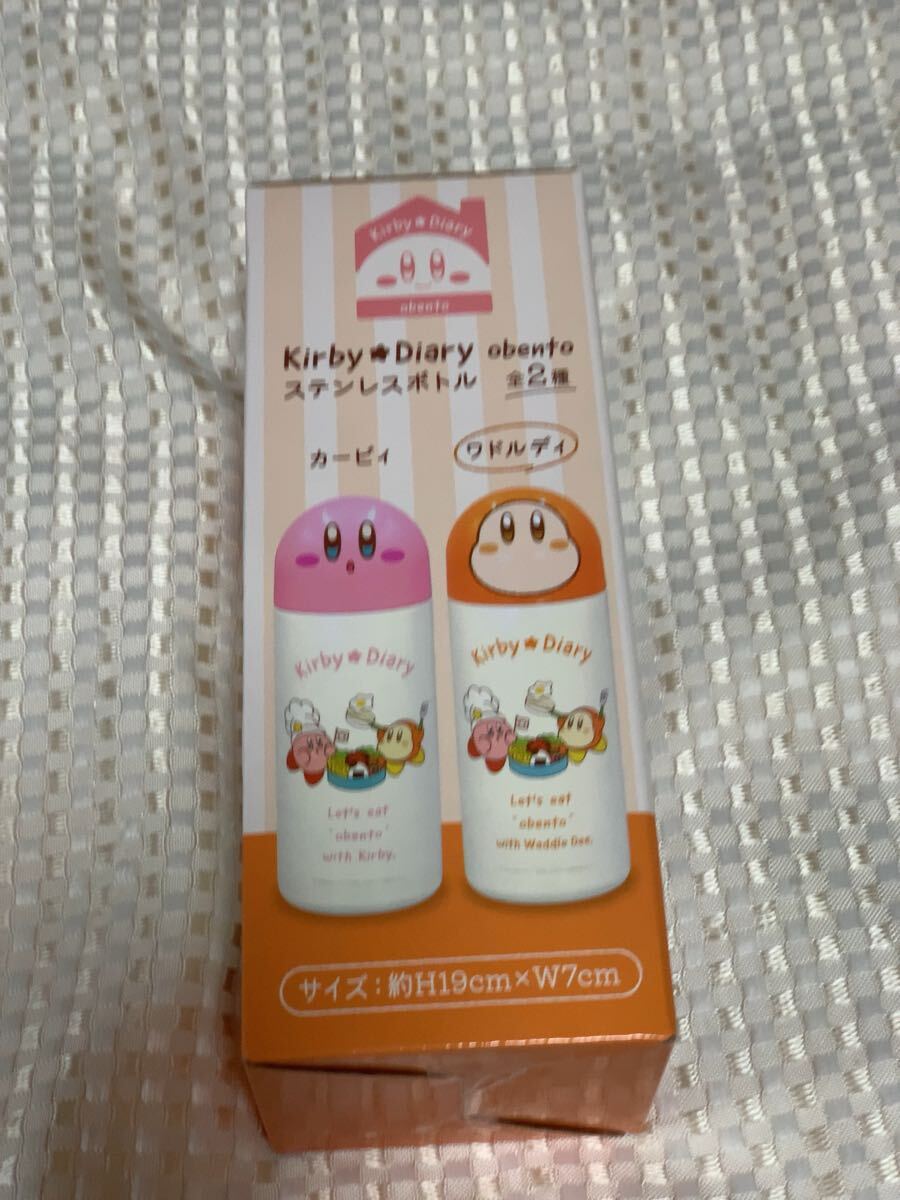 Kirby★Diary
obento
Kirby★Diary obento
ステンレスボトル 全2種
カービィ
ワドルディ
Kirby★Diary
Let's eat
"obento"
with Kirby.
Kirby★Diary
Let's eat
"obento"
with Waddle Dee.
サイズ：約H19cm×W7cm